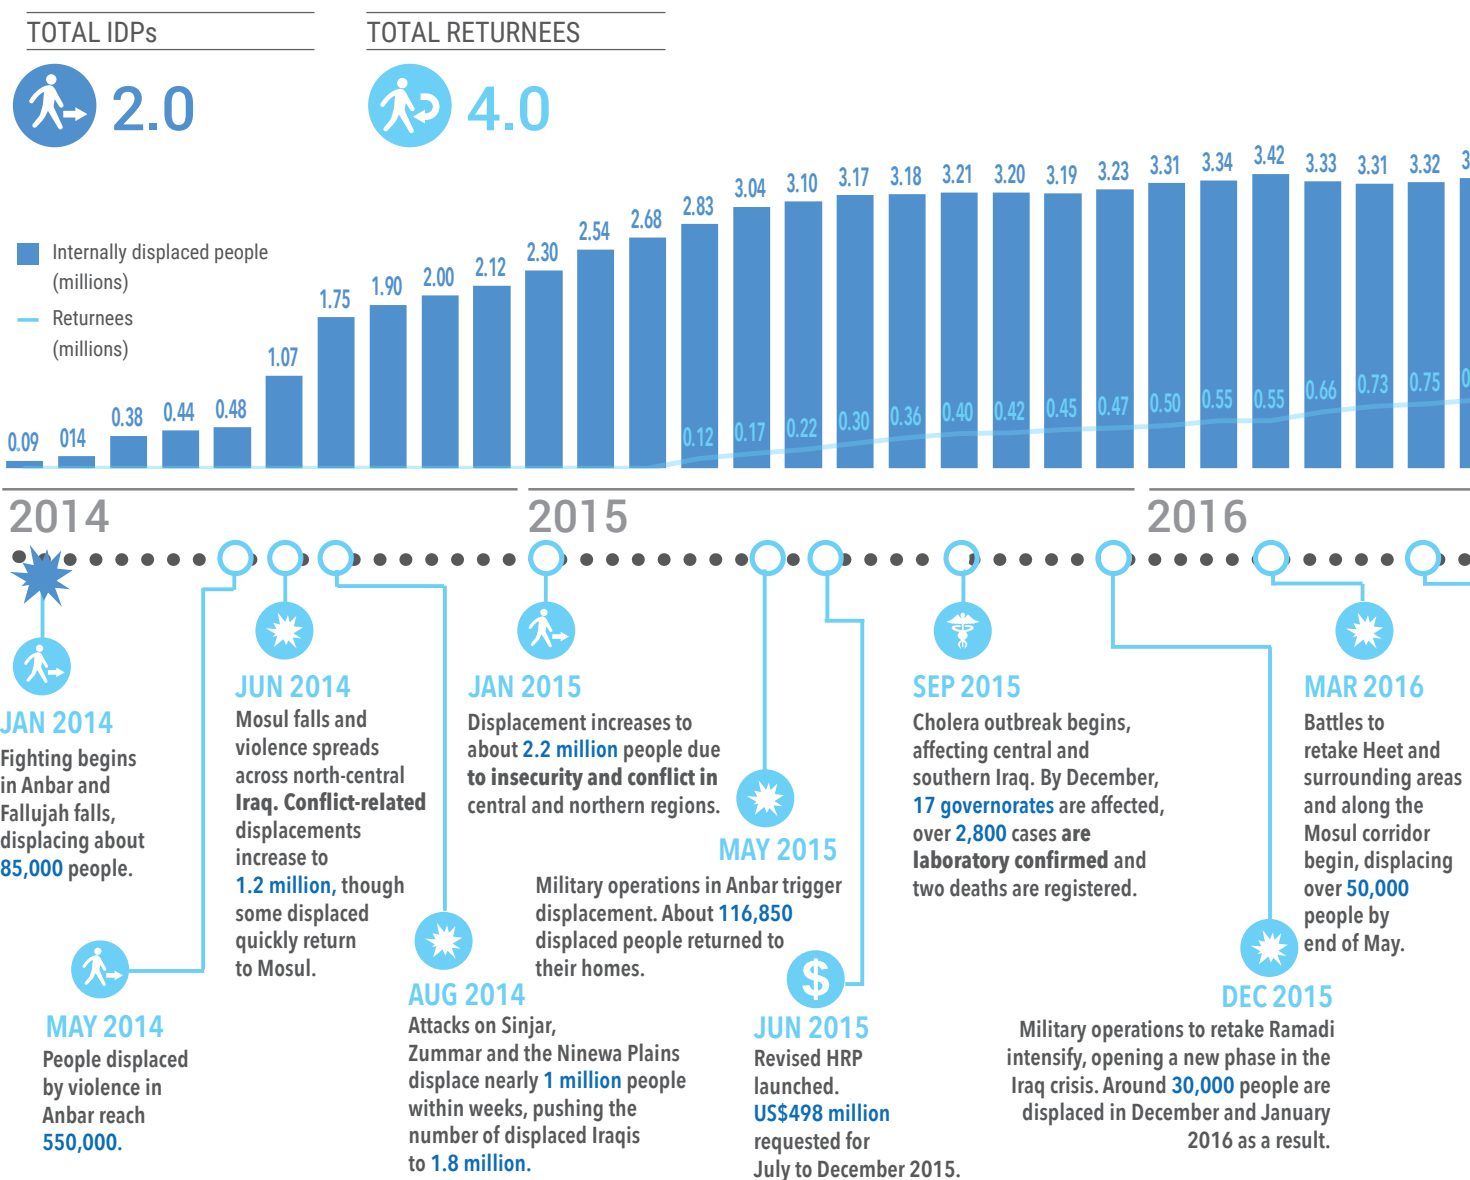 TOTAL IDPs
2.0
TOTAL RETURNEES
4.0
Internally displaced people
(millions)
Returnees
(millions)
0.09
014
0.38
0.44
0.48
1.07
1.75
1.90
2.00
2.12
2.30
2.54
2.68
2.83
3.04
3.10
3.17
3.18
3.21
3.20
3.19
3.23
3.31
3.34
3.42
3.33
3.31
3.32
0.12
0.17
0.22
0.30
0.36
0.40
0.42
0.45
0.47
0.50
0.55
0.55
0.66
0.73
0.75
2014
2015
2016
JAN 2014
Fighting begins
in Anbar and
Fallujah falls,
displacing about
85,000 people.
MAY 2014
People displaced
by violence in
Anbar reach
550,000.
JUN 2014
Mosul falls and
violence spreads
across north-central
Iraq. Conflict-related
displacements
increase to
1.2 million, though
some displaced
quickly return
to Mosul.
AUG 2014
Attacks on Sinjar,
Zummar and the Ninewa Plains
displace nearly 1 million people
within weeks, pushing the
number of displaced Iraqis
to 1.8 million.
JAN 2015
Displacement increases to
about 2.2 million people due
to insecurity and conflict in
central and northern regions.
MAY 2015
Military operations in Anbar trigger
displacement. About 116,850
displaced people returned to
their homes.
$
JUN 2015
Revised HRP
launched.
US$498 million
requested for
July to December 2015.
SEP 2015
Cholera outbreak begins,
affecting central and
southern Iraq. By December,
17 governorates are affected,
over 2,800 cases are
laboratory confirmed and
two deaths are registered.
DEC 2015
Military operations to retake Ramadi
intensify, opening a new phase in the
Iraq crisis. Around 30,000 people are
displaced in December and January
2016 as a result.
MAR 2016
Battles to
retake Heet and
surrounding areas
and along the
Mosul corridor
begin, displacing
over 50,000
people by
end of May.